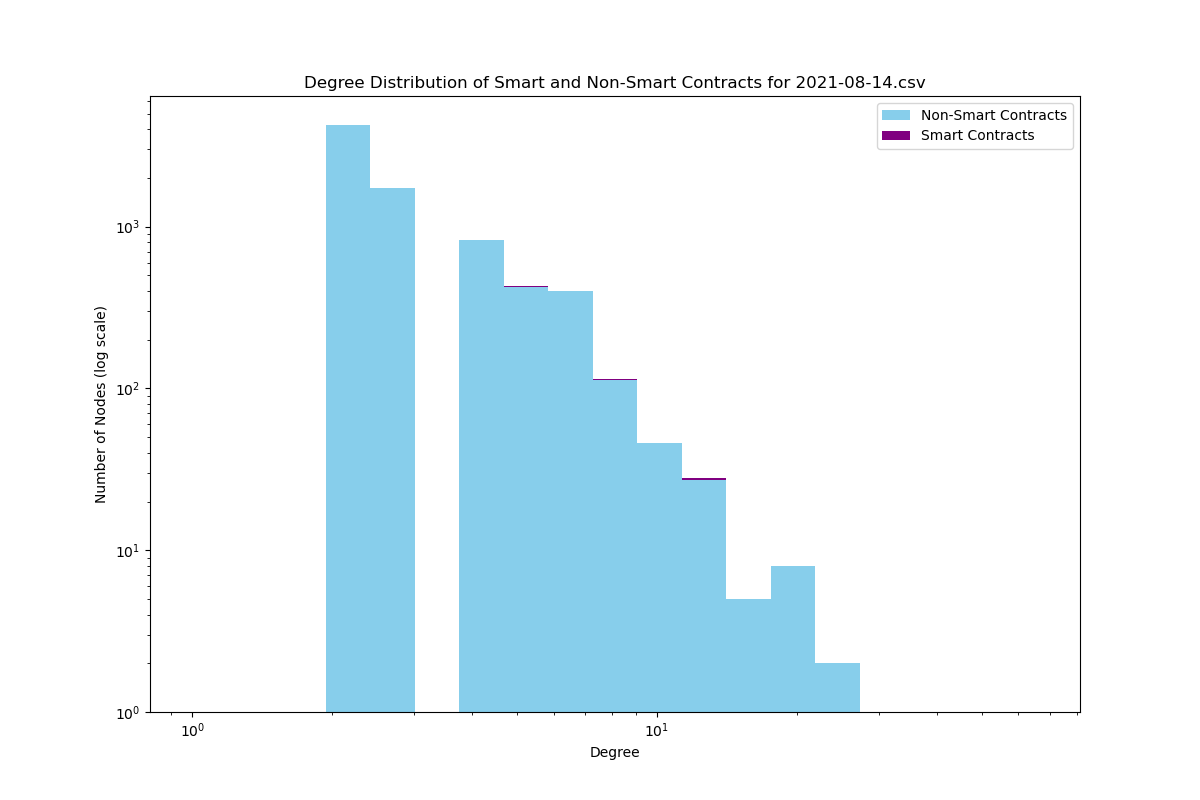 Degree Distribution of Smart and Non-Smart Contracts for 2021-08-14.csv
Non-Smart Contracts
Smart Contracts
Number of Nodes (log scale)
10³
10²
10¹
10⁰
10⁰ 10¹
Degree